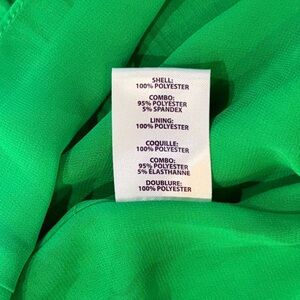 SHELL:
100% POLYESTER
COMBO:
95% POLYESTER
5% SPANDEX
LINING:
100% POLYESTER
COQUILLE:
100% POLYESTER
COMBO:
95% POLYESTER
5% ELASTHANNE
DOUBLURE:
100% POLYESTER